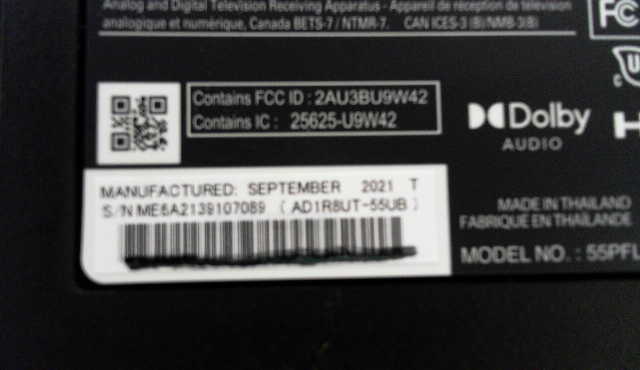 Analog and Digital Television Receiving Apparatus - Appareil de réception de télévision
analogique et numérique, Canada BETS-7 / NTMR-7. CAN ICES-3 (B)/NMB-3(B)
FC
Contains FCC ID : 2AU3BU9W42
Contains IC : 25625-U9W42
Dolby
AUDIO
MANUFACTURED: SEPTEMBER 2021 T
S/N ME6A2139107089 ( AD1R8UT-55UB )
MADE IN THAILAND
FABRIQUÉ EN THAÏLANDE
MODEL NO. : 55PFL